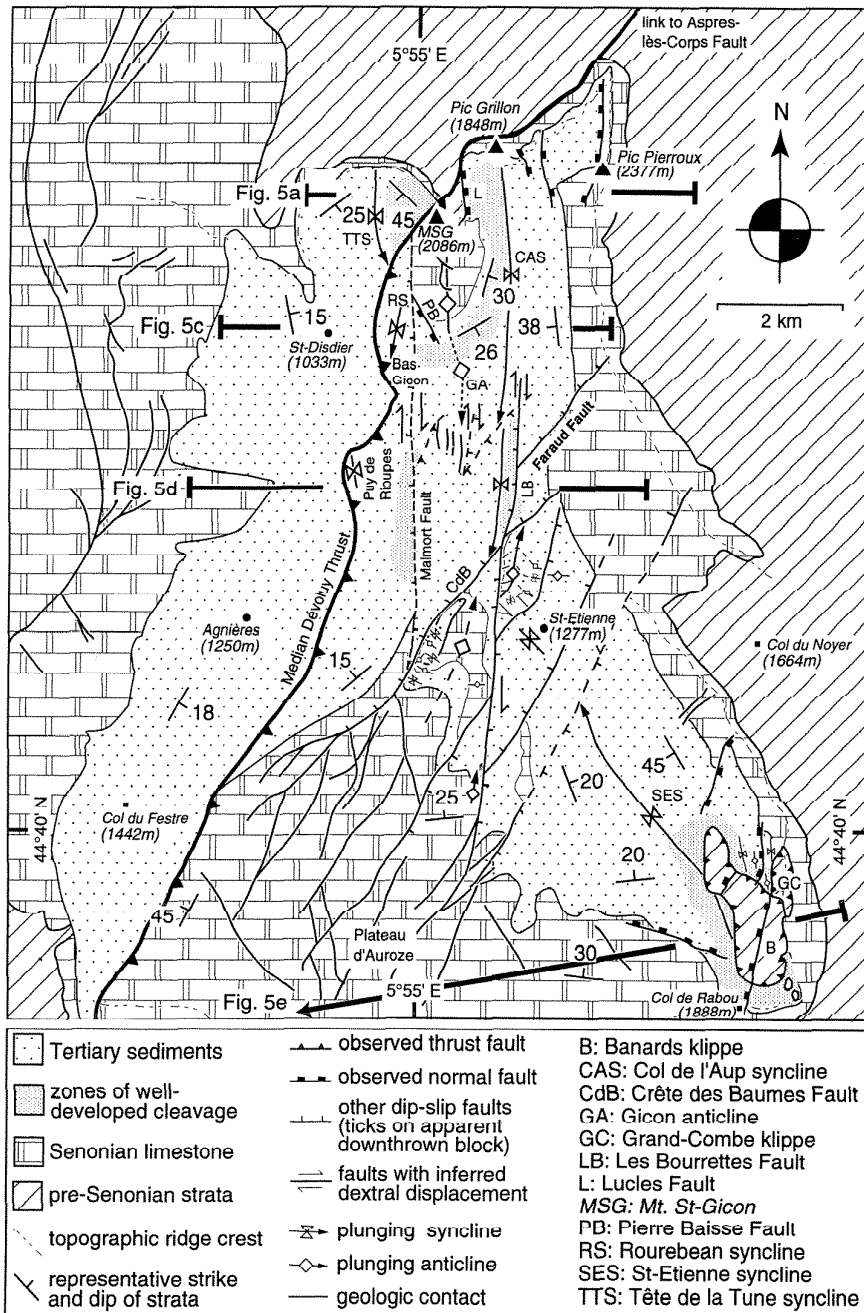 link to Aspres-
lès-Corps Fault
5°55' E
Pic Grillon
(1848m)
N
Pic Pierroux
(2377m)
Fig. 5a
25
45
L
MSG
(2086m)
TTS
CAS
30
2 km
RS
PB
15
38
Fig. 5c
St-Disdier
(1033m)
26
Bas
Gicon
GA
Faraud Fault
Puy de
Roupes
LB
Fig. 5d
Malmort Fault
Median Dévoluy Thrust
CdB
Agnières
(1250m)
St-Etienne
(1277m)
Col du Noyer
(1664m)
15
18
45
20
25
SES
Col du Festre
(1442m)
44°40' N
44°40' N
20
GC
45
Plateau
d'Auroze
B
30
5°55' E
Fig. 5e
Col de Rabou
(1888m)
Tertiary sediments
zones of well-
developed cleavage
Senonian limestone
pre-Senonian strata
topographic ridge crest
representative strike
and dip of strata
observed thrust fault
observed normal fault
other dip-slip faults
(ticks on apparent
downthrown block)
faults with inferred
dextral displacement
plunging syncline
plunging anticline
geologic contact
B: Banards klippe
CAS: Col de l'Aup syncline
CdB: Crête des Baumes Fault
GA: Gicon anticline
GC: Grand-Combe klippe
LB: Les Bourrettes Fault
L: Lucles Fault
MSG: Mt. St-Gicon
PB: Pierre Baisse Fault
RS: Rourebean syncline
SES: St-Etienne syncline
TTS: Tête de la Tune syncline